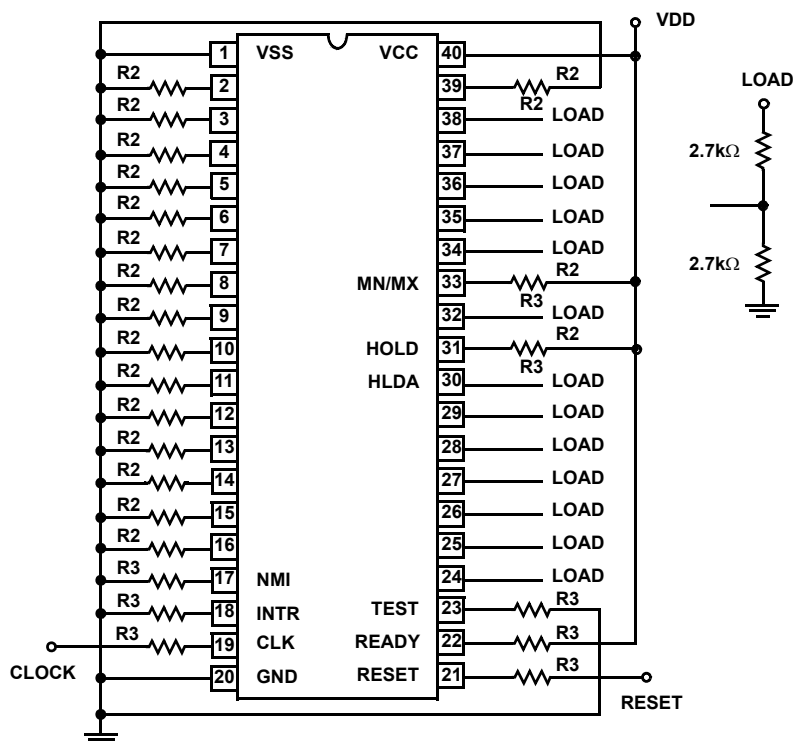 VDD
1 VSS VCC 40
R2 2 39 R2
R2
R2 3 38 LOAD
R2 4 37 LOAD
R2 5 36 LOAD
R2 6 35 LOAD
R2 7 34 LOAD
R2 8 MN/MX 33 R2
R3
R2 9 32 LOAD
R2 10 HOLD 31 R2
R3
R2 11 HLDA 30 LOAD
R2 12 29 LOAD
R2 13 28 LOAD
R2 14 27 LOAD
R2 15 26 LOAD
R2 16 25 LOAD
R3 17 NMI 24 LOAD
R3 18 INTR TEST 23 R3
CLOCK R3 19 CLK READY 22 R3
20 GND RESET 21 R3
RESET
LOAD
2.7kΩ
2.7kΩ